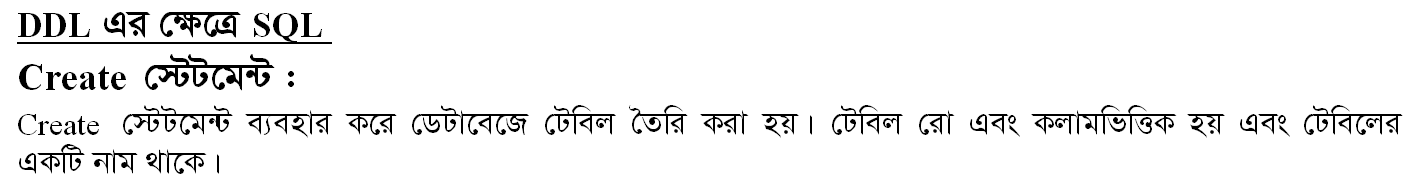 DDL এর ক্ষেত্রে SQL
Create স্টেটমেন্ট :
Create স্টেটমেন্ট ব্যবহার করে ডেটাবেজে টেবিল তৈরি করা হয়। টেবিল রো এবং কলামভিত্তিক হয় এবং টেবিলের
একটি নাম থাকে।